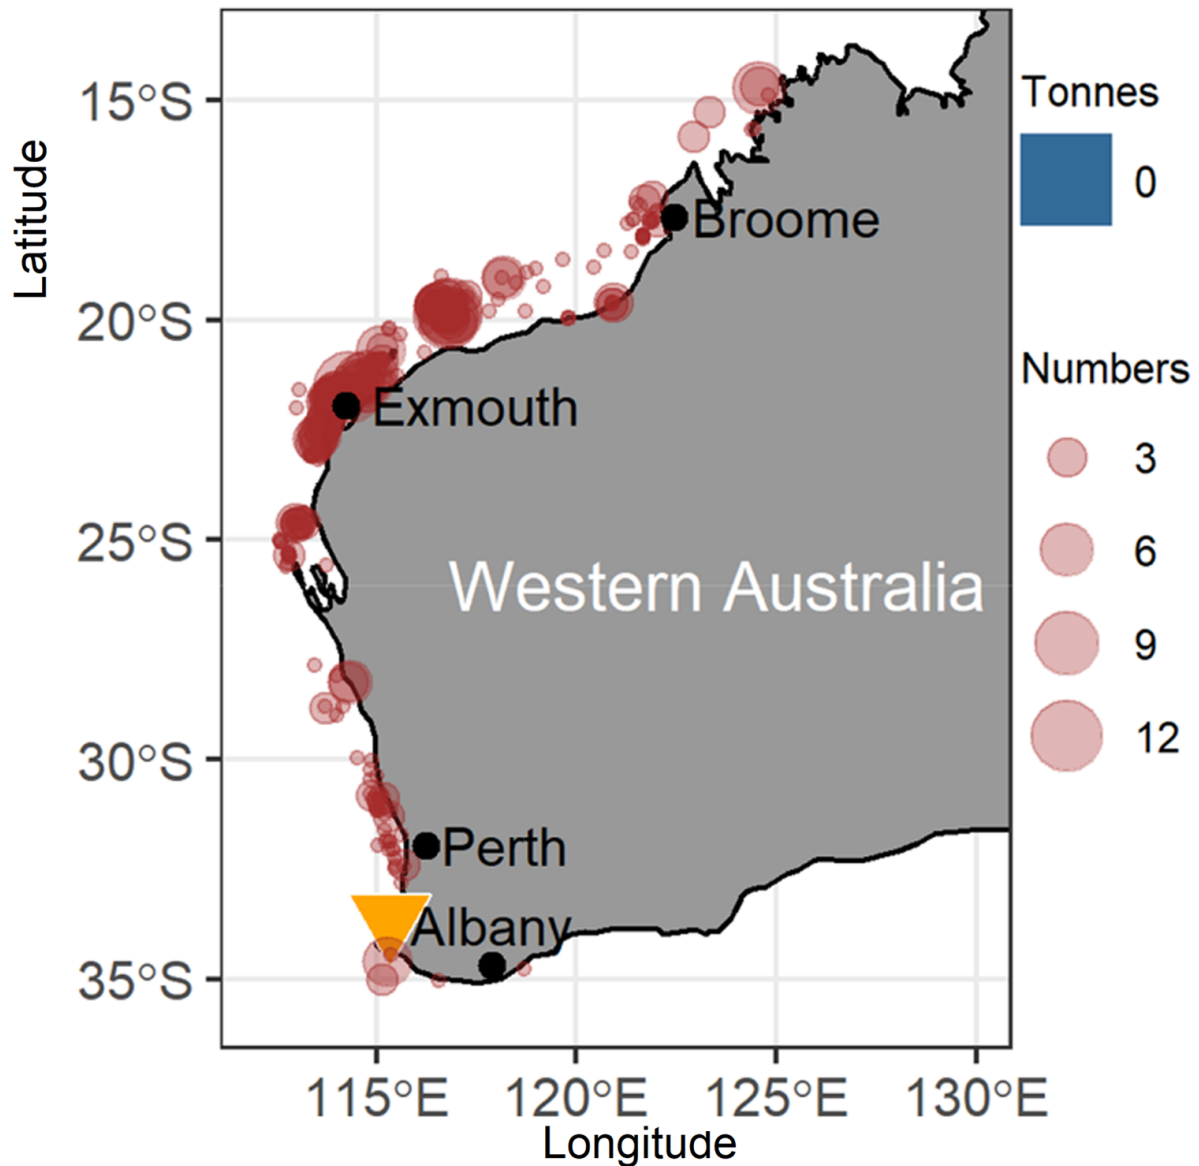 Latitude
15°S
20°S
25°S
30°S
35°S
Broome
Exmouth
Western Australia
Perth
Albany
115°E
120°E
125°E
130°E
Longitude
Tonnes
0
Numbers
3
6
9
12